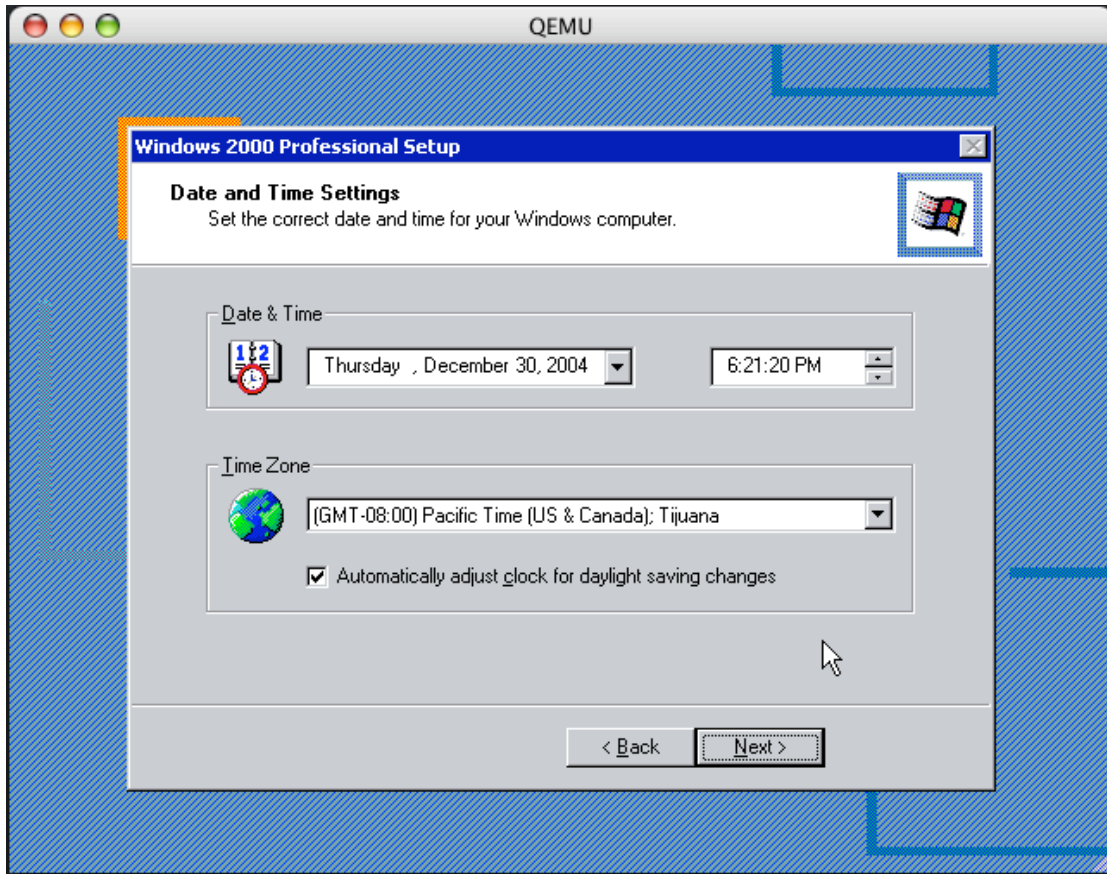 QEMU
Windows 2000 Professional Setup
Date and Time Settings
Set the correct date and time for your Windows computer.
Date & Time
12
Thursday , December 30, 2004
6:21:20 PM
Time Zone
(GMT-08:00) Pacific Time (US & Canada); Tijuana
Automatically adjust clock for daylight saving changes
< Back
Next >